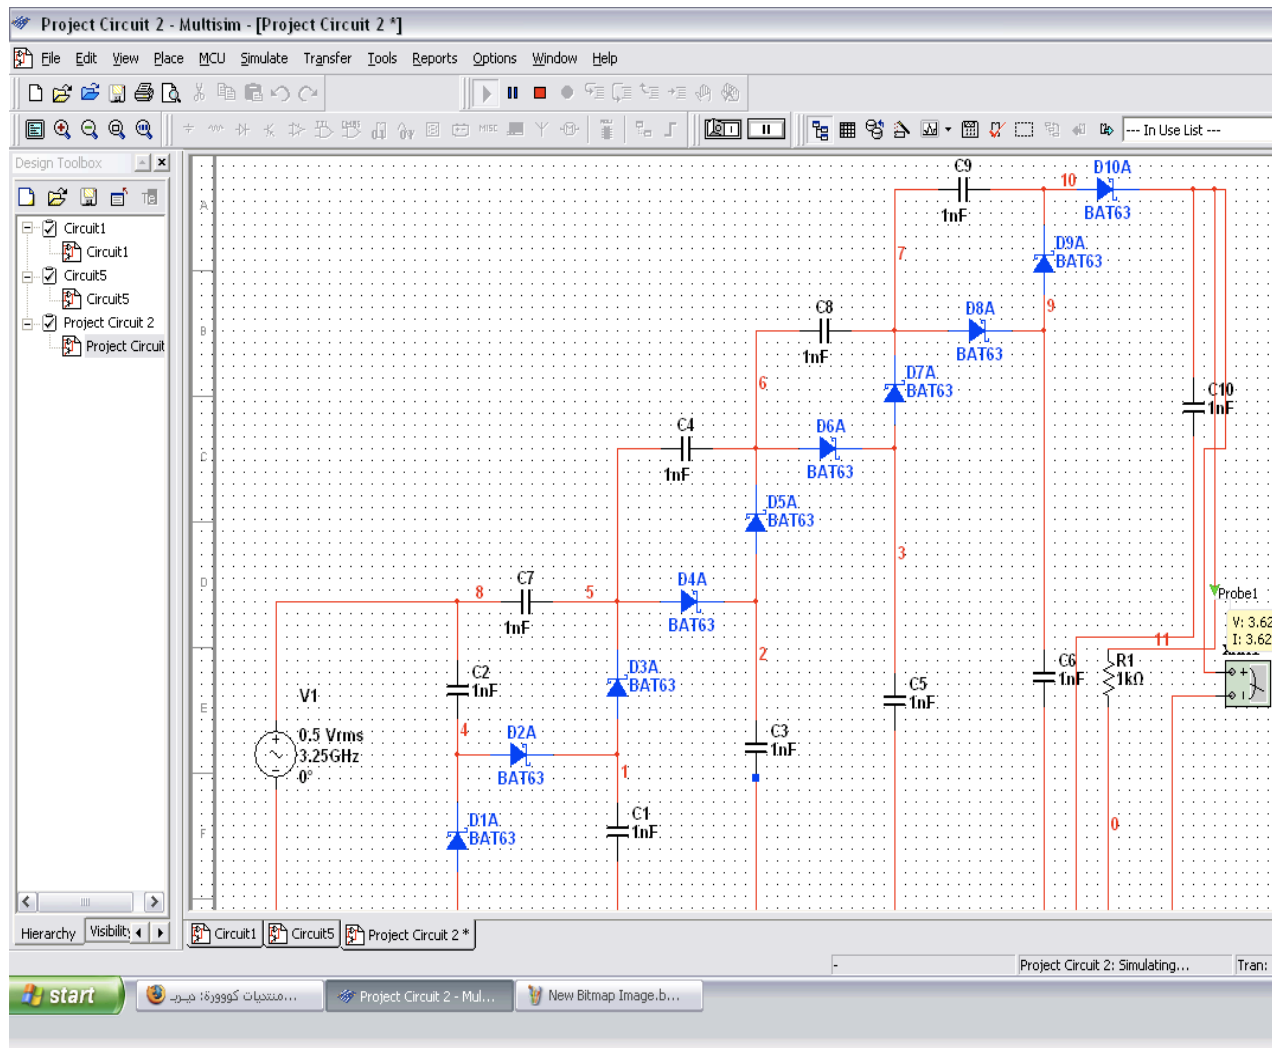 Project Circuit 2 - Multisim - [Project Circuit 2 *]
File Edit View Place MCU Simulate Transfer Tools Reports Options Window Help
MISC
--- In Use List ---
Design Toolbox
Circuit1
Circuit1
Circuit5
Circuit5
Project Circuit 2
Project Circuit
Hierarchy Visibility
A
B
C
D
E
F
C9
1nF
10
D10A
BAT63
7
D9A
BAT63
C8
1nF
D8A
BAT63
9
6
D7A
BAT63
C10
1nF
C4
1nF
D6A
BAT63
D5A
BAT63
3
C7
8
5
1nF
D4A
BAT63
Probe1
V: 3.62
I: 3.62
11
2
C2
1nF
D3A
BAT63
C5
1nF
C6
1nF
R1
1kΩ
V1
0.5 Vrms
3.25GHz
0°
4
D2A
BAT63
1
C3
1nF
D1A
BAT63
C1
1nF
0
Circuit1 Circuit5 Project Circuit 2 *
- Project Circuit 2: Simulating... Tran:
start
منتديات كووورة: ديربـ...
Project Circuit 2 - Mul...
New Bitmap Image.b...